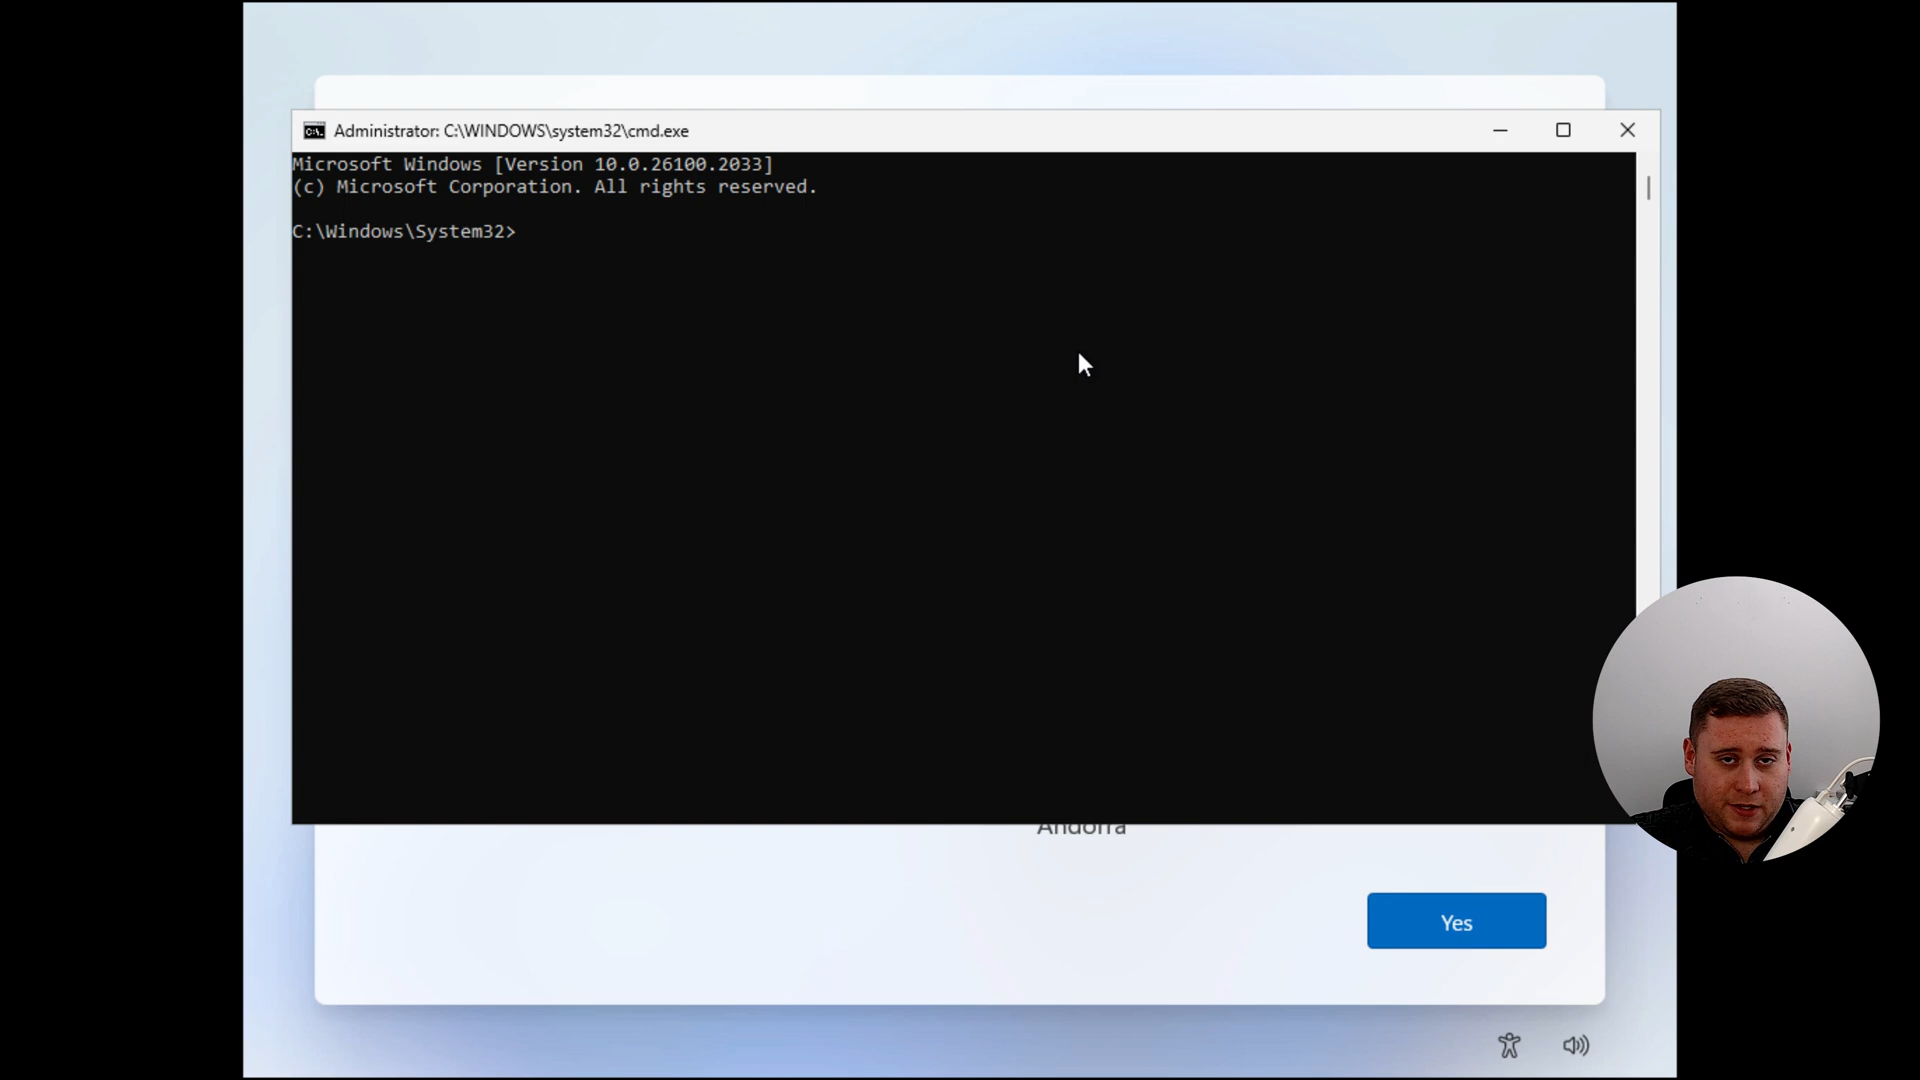 Administrator: C:\WINDOWS\system32\cmd.exe
Microsoft Windows [Version 10.0.26100.2033]
(c) Microsoft Corporation. All rights reserved.
C:\Windows\System32>
Andorra
Yes